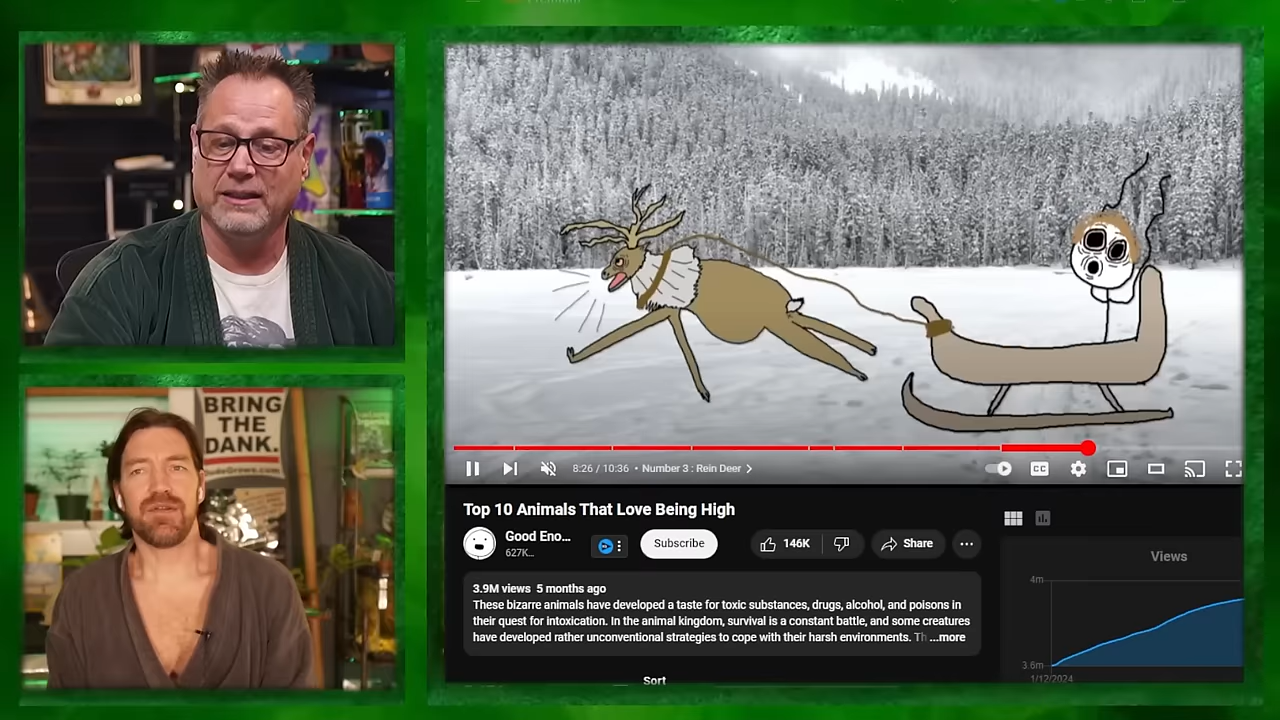 Premium
BRING
THE
DANK.
DudeGrows.com
8:26 / 10:36 • Number 3 : Rein Deer
CC
Top 10 Animals That Love Being High
Good Eno...
627K...
Subscribe
146K
Share
3.9M views 5 months ago
These bizarre animals have developed a taste for toxic substances, drugs, alcohol, and poisons in
their quest for intoxication. In the animal kingdom, survival is a constant battle, and some creatures
have developed rather unconventional strategies to cope with their harsh environments. Th ...more
Sort
Views
4m
3.6m
1/12/2024